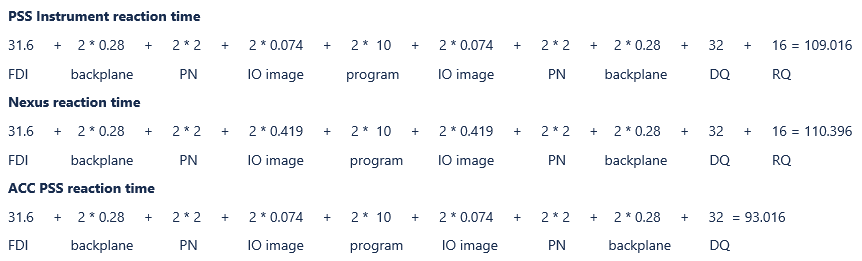 PSS Instrument reaction time
31.6 + 2 * 0.28 + 2 * 2 + 2 * 0.074 + 2 * 10 + 2 * 0.074 + 2 * 2 + 2 * 0.28 + 32 + 16 = 109.016
FDI backplane PN IO image program IO image PN backplane DQ RQ
Nexus reaction time
31.6 + 2 * 0.28 + 2 * 2 + 2 * 0.419 + 2 * 10 + 2 * 0.419 + 2 * 2 + 2 * 0.28 + 32 + 16 = 110.396
FDI backplane PN IO image program IO image PN backplane DQ RQ
ACC PSS reaction time
31.6 + 2 * 0.28 + 2 * 2 + 2 * 0.074 + 2 * 10 + 2 * 0.074 + 2 * 2 + 2 * 0.28 + 32 = 93.016
FDI backplane PN IO image program IO image PN backplane DQ